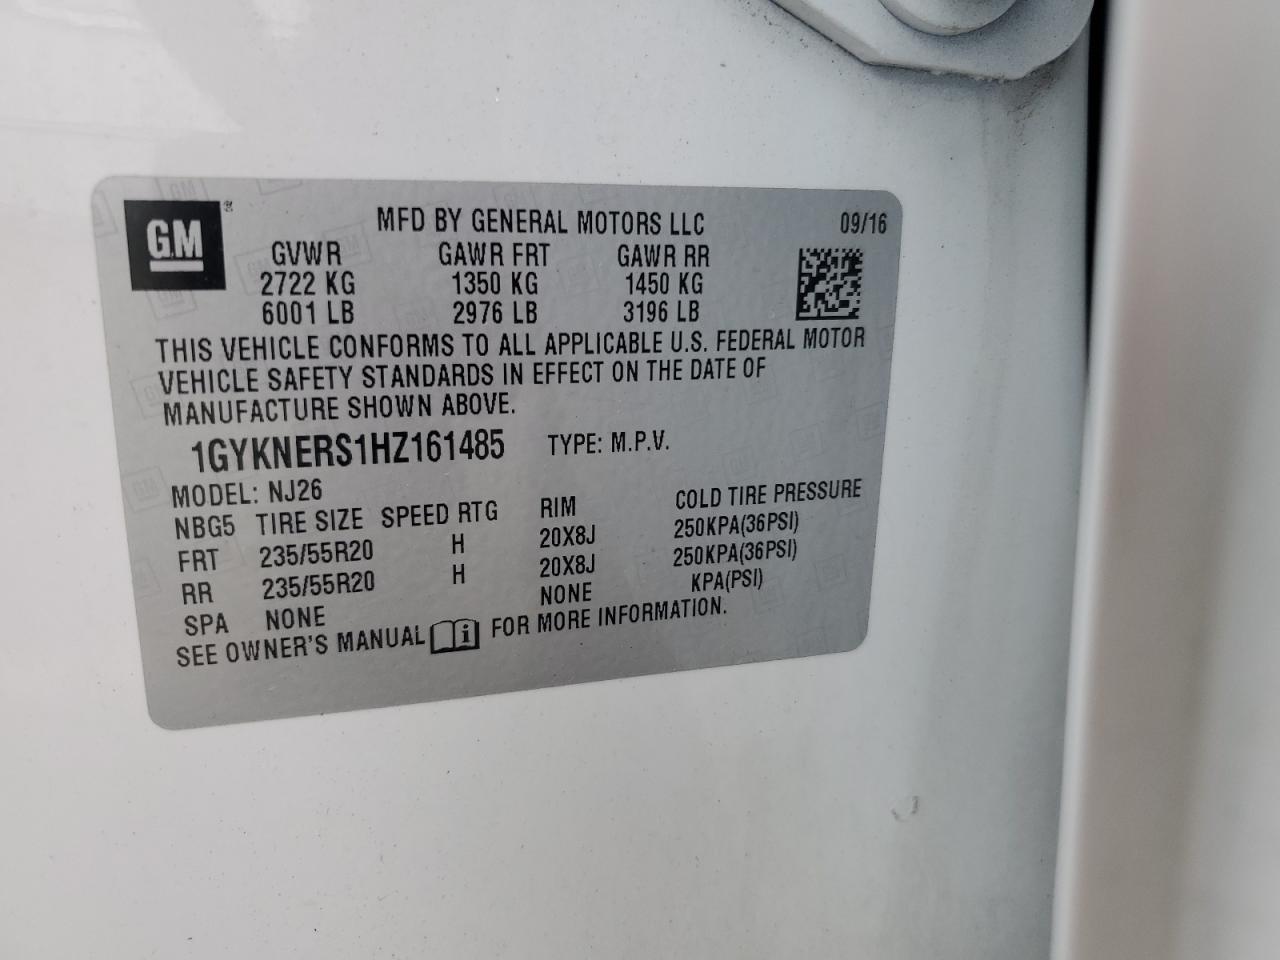 GM ® MFD BY GENERAL MOTORS LLC 09/16
GVWR GAWR FRT GAWR RR
2722 KG 1350 KG 1450 KG
6001 LB 2976 LB 3196 LB
THIS VEHICLE CONFORMS TO ALL APPLICABLE U.S. FEDERAL MOTOR
VEHICLE SAFETY STANDARDS IN EFFECT ON THE DATE OF
MANUFACTURE SHOWN ABOVE.
1GYKNERS1HZ161485 TYPE: M.P.V.
MODEL: NJ26
NBG5 TIRE SIZE SPEED RTG RIM COLD TIRE PRESSURE
FRT 235/55R20 H 20X8J 250KPA(36PSI)
RR 235/55R20 H 20X8J 250KPA(36PSI)
SPA NONE NONE KPA(PSI)
SEE OWNER'S MANUAL i FOR MORE INFORMATION.